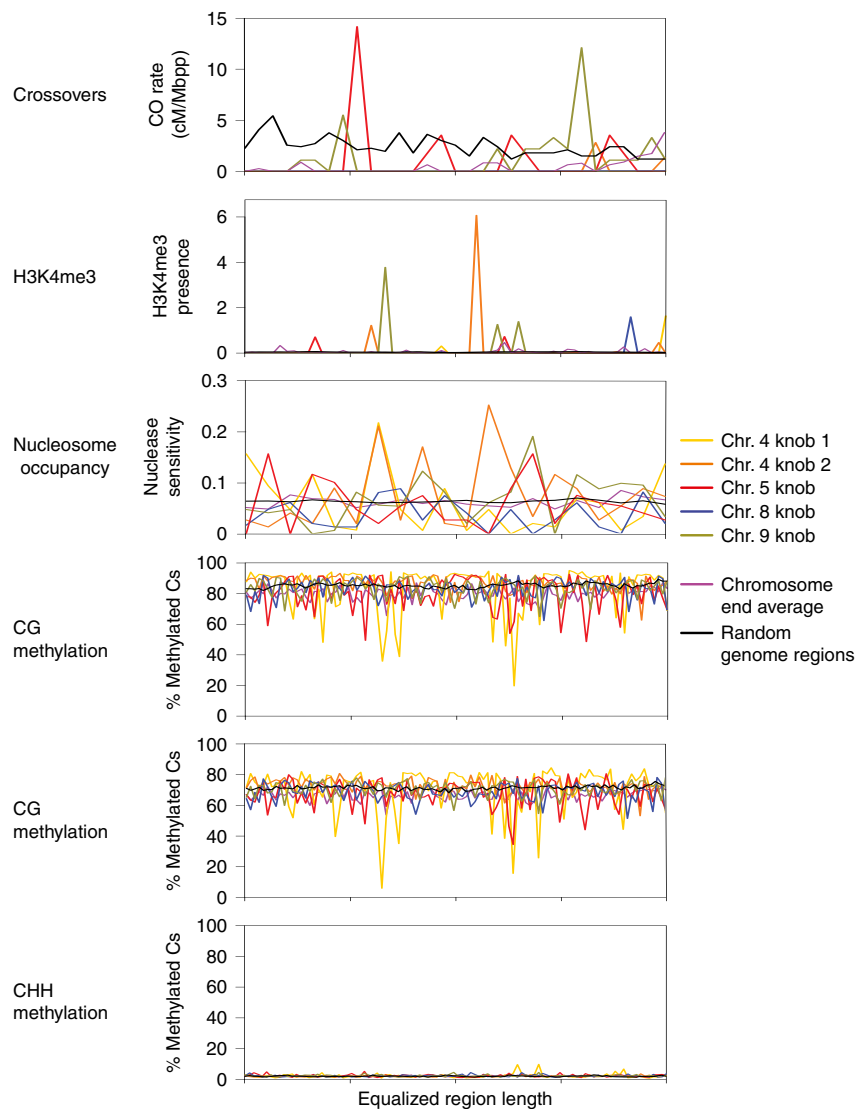 Crossovers
CO rate
(cM/Mbpp)
15
10
5
0
H3K4me3
H3K4me3
presence
6
4
2
0
Nucleosome
occupancy
Nuclease
sensitivity
0.3
0.2
0.1
0
Chr. 4 knob 1
Chr. 4 knob 2
Chr. 5 knob
Chr. 8 knob
Chr. 9 knob
Chromosome
end average
Random
genome regions
CG
methylation
% Methylated Cs
100
80
60
40
20
0
CG
methylation
% Methylated Cs
100
80
60
40
20
0
CHH
methylation
% Methylated Cs
100
80
60
40
20
0
Equalized region length